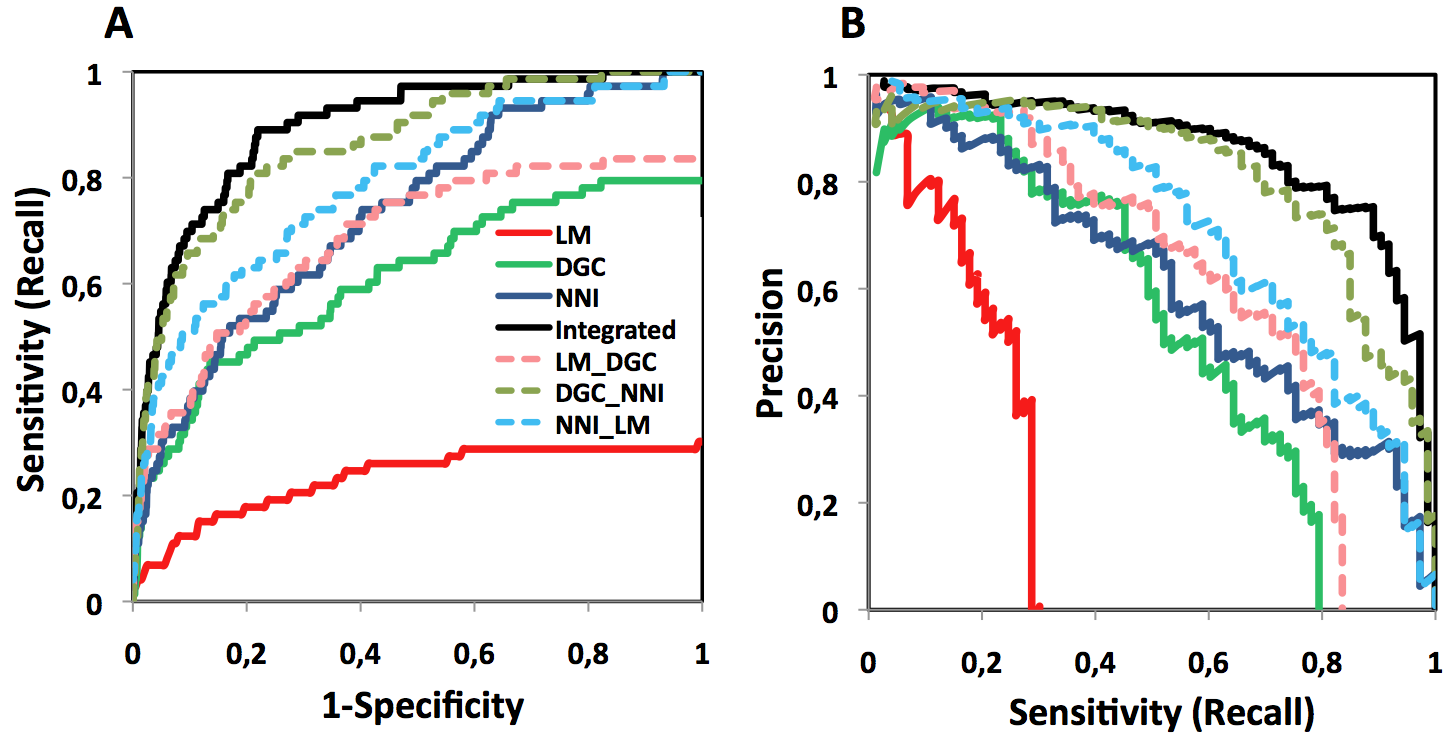 A
Sensitivity (Recall)
1
0,8
0,6
0,4
0,2
0
0
0,2
0,4
0,6
0,8
1
1-Specificity
LM
DGC
NNI
Integrated
LM_DGC
DGC_NNI
NNI_LM
B
Precision
1
0,8
0,6
0,4
0,2
0
0
0,2
0,4
0,6
0,8
1
Sensitivity (Recall)